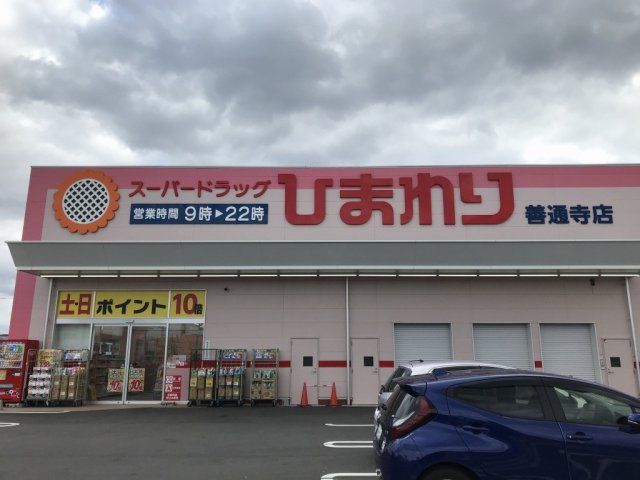 スーパードラッグ
ひまわり
営業時間 9時▶22時
善通寺店
土・日 ポイント 10倍